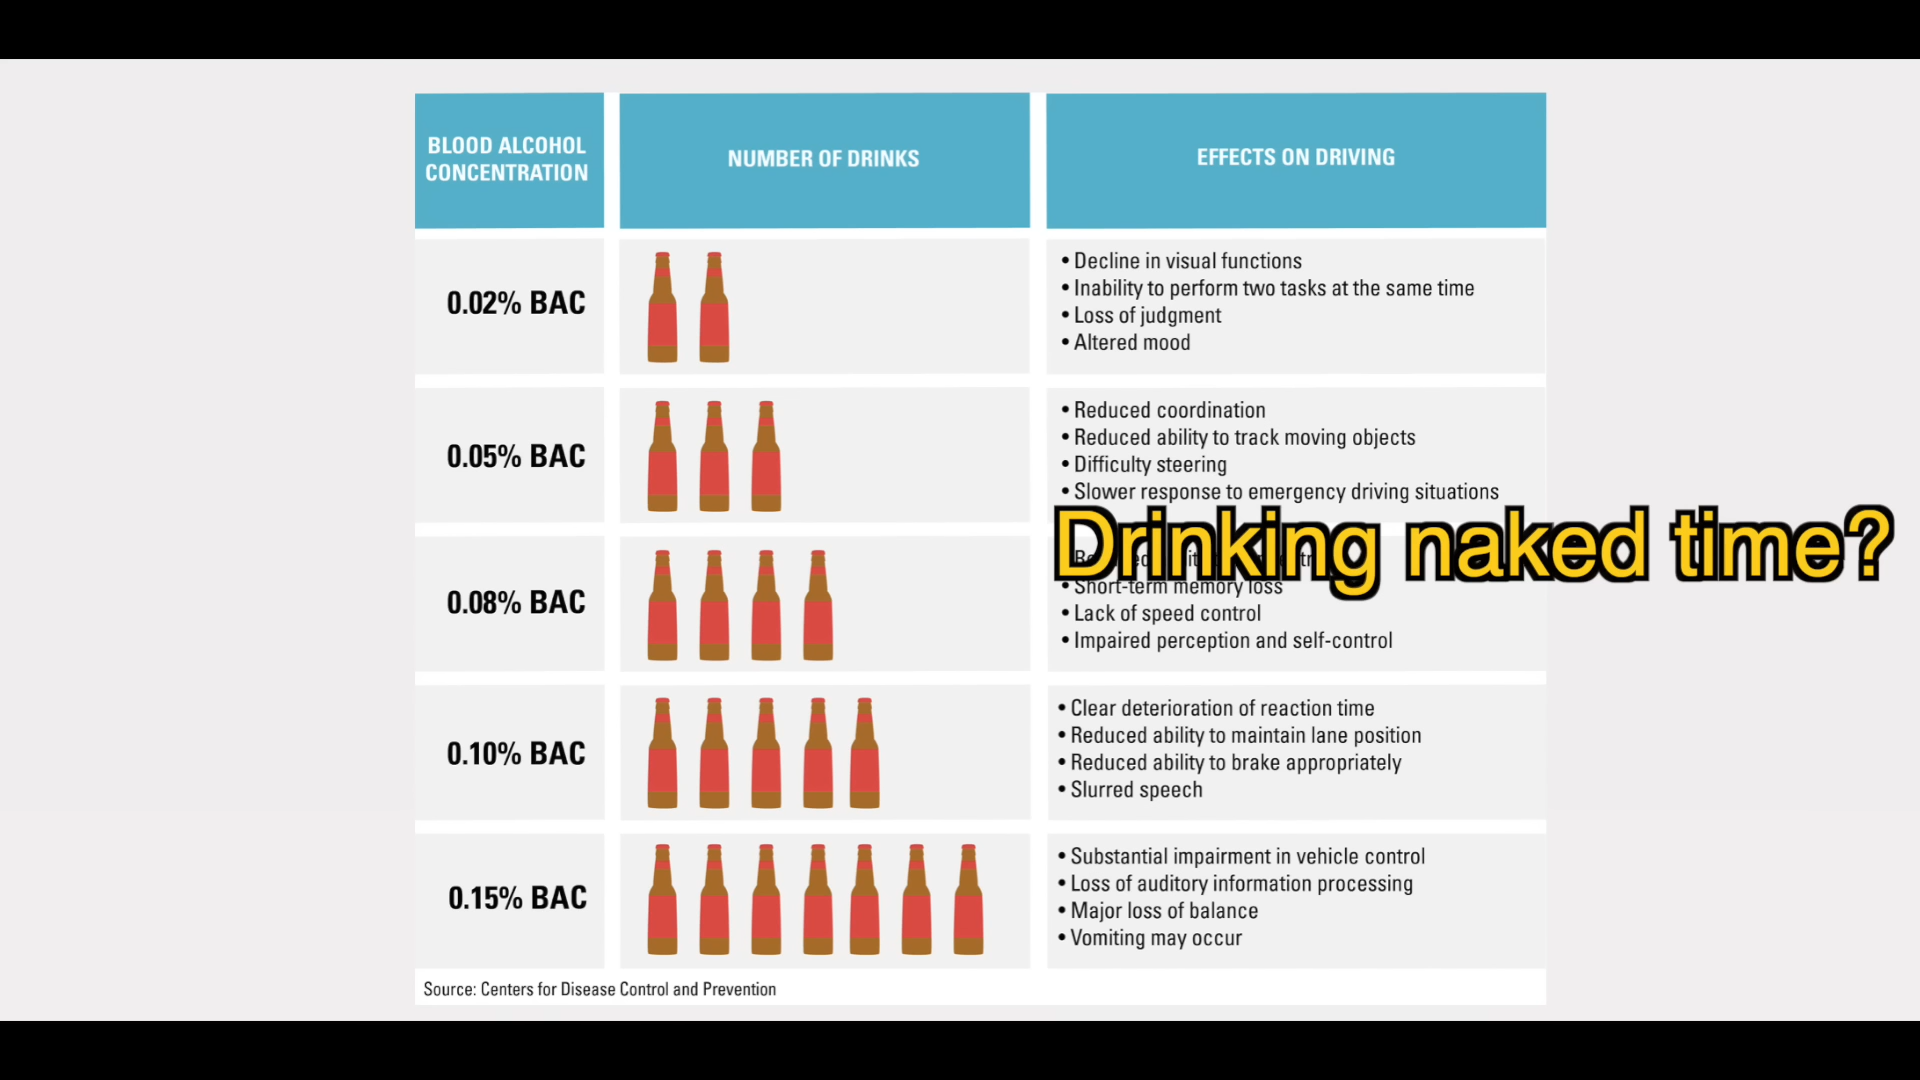 BLOOD ALCOHOL
CONCENTRATION
NUMBER OF DRINKS
EFFECTS ON DRIVING
0.02% BAC
• Decline in visual functions
• Inability to perform two tasks at the same time
• Loss of judgment
• Altered mood
0.05% BAC
• Reduced coordination
• Reduced ability to track moving objects
• Difficulty steering
• Slower response to emergency driving situations
Drinking naked time?
0.08% BAC
• Short-term memory loss
• Lack of speed control
• Impaired perception and self-control
0.10% BAC
• Clear deterioration of reaction time
• Reduced ability to maintain lane position
• Reduced ability to brake appropriately
• Slurred speech
0.15% BAC
• Substantial impairment in vehicle control
• Loss of auditory information processing
• Major loss of balance
• Vomiting may occur
Source: Centers for Disease Control and Prevention